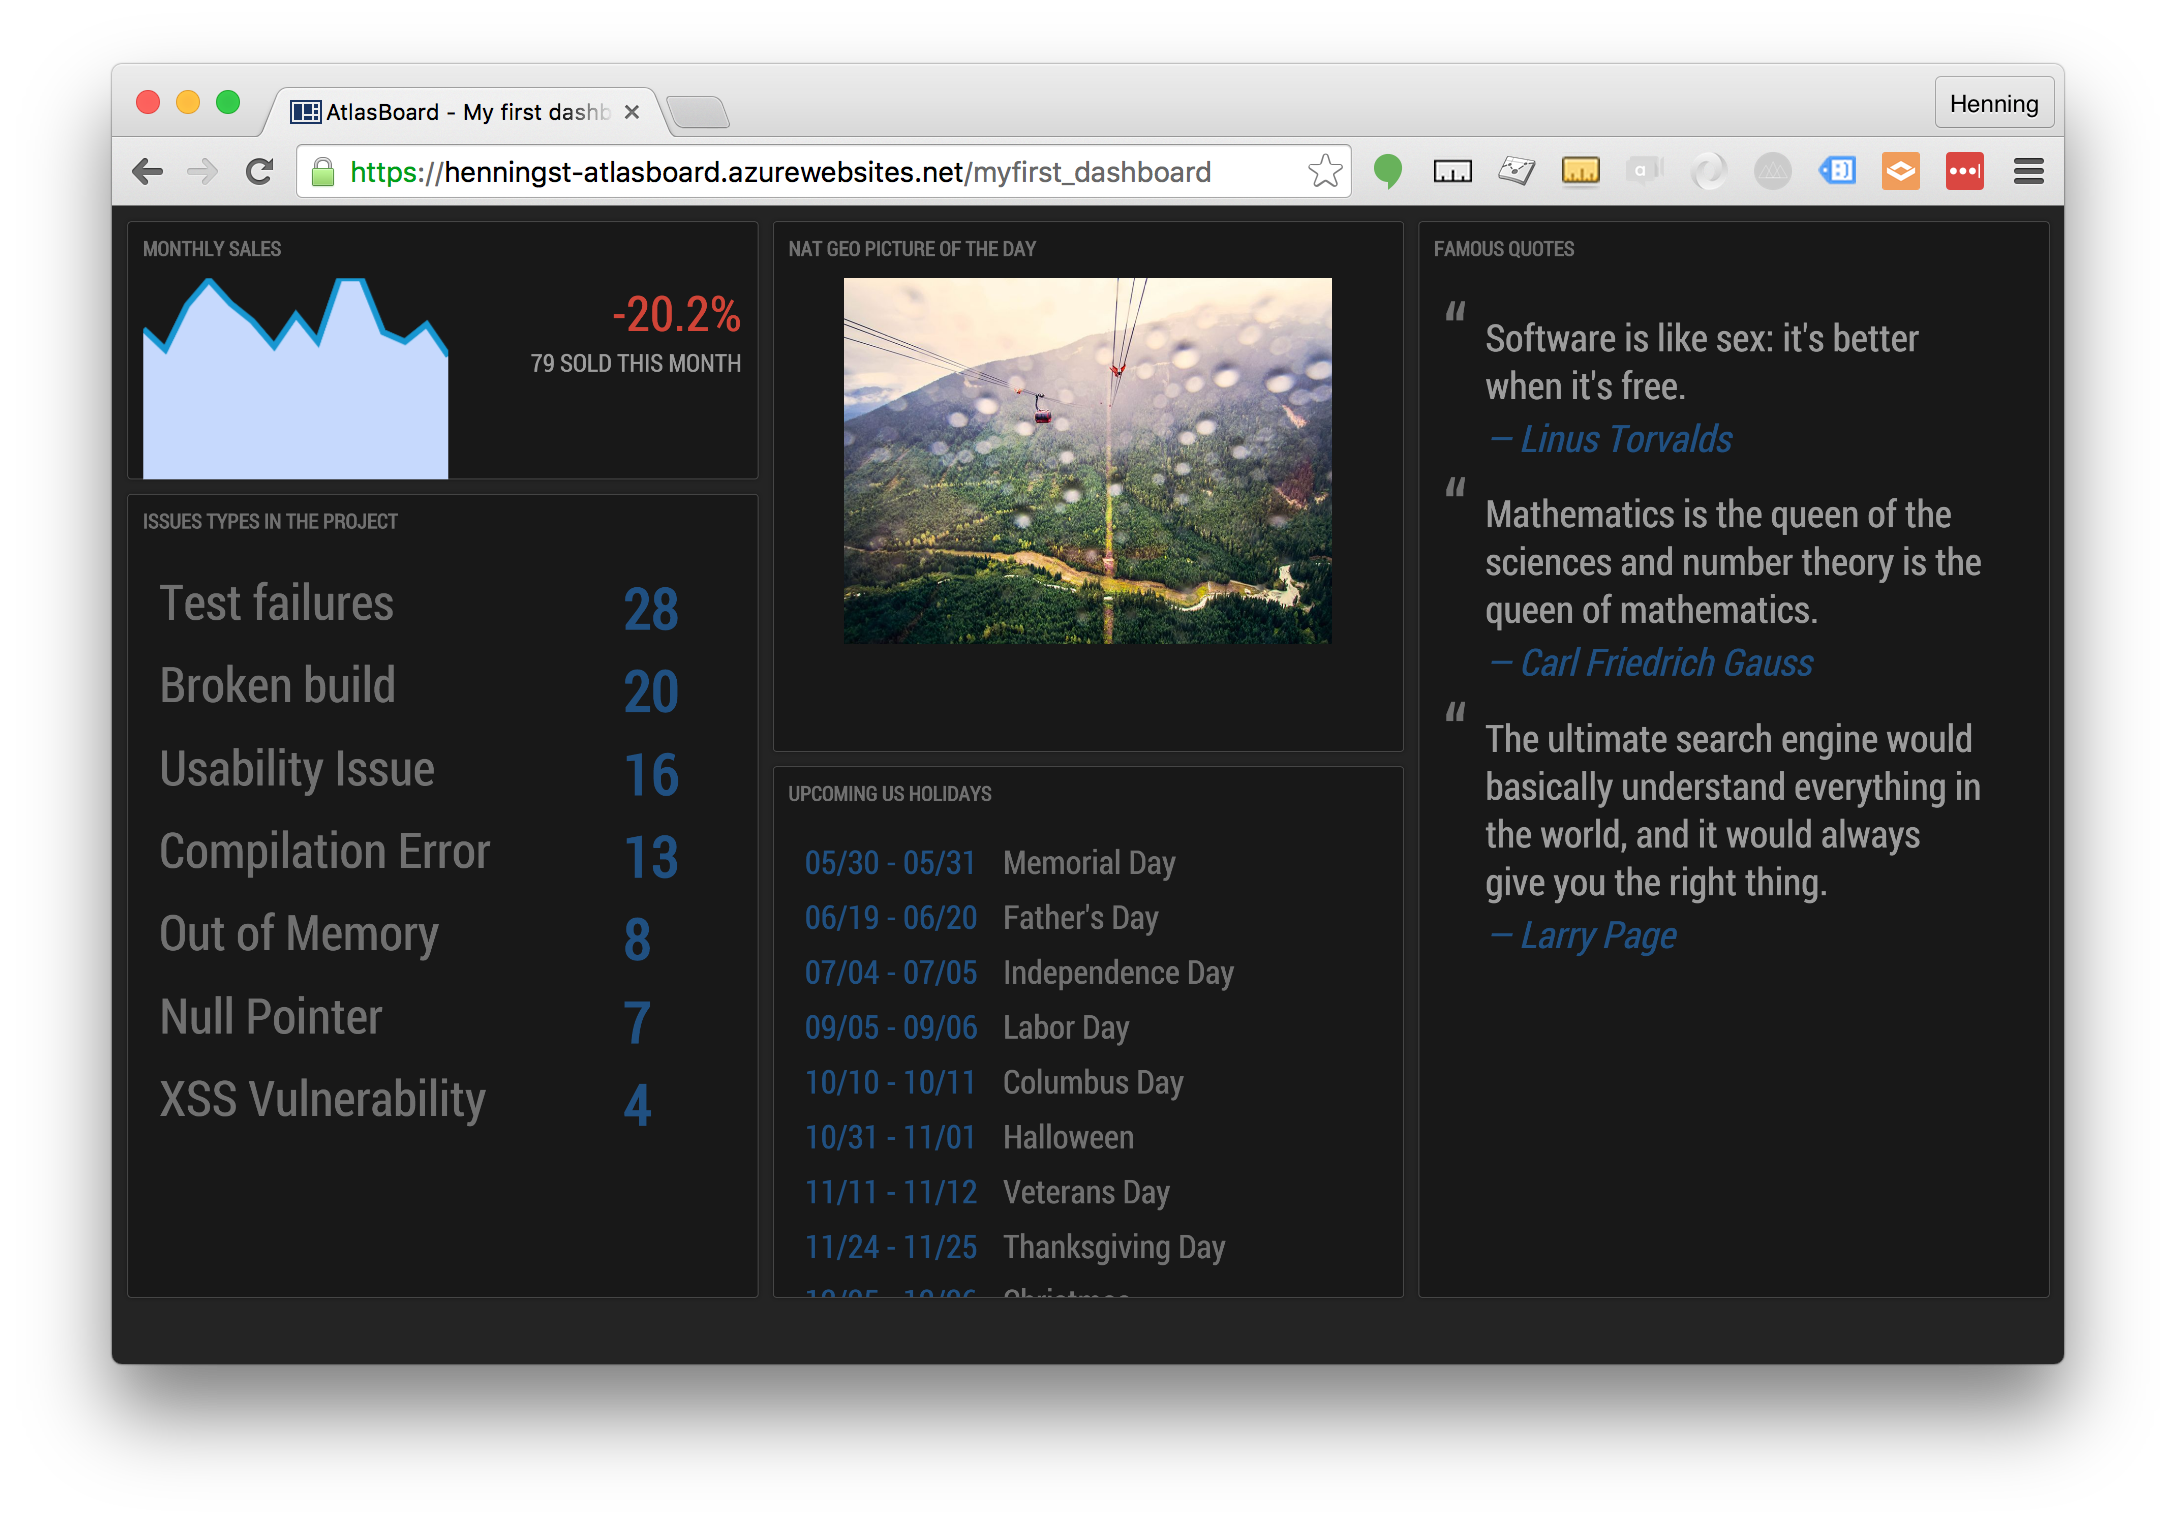 AtlasBoard - My first dashb
Henning
https://henningst-atlasboard.azurewebsites.net/myfirst_dashboard
MONTHLY SALES
-20.2%
79 SOLD THIS MONTH
ISSUES TYPES IN THE PROJECT
Test failures 28
Broken build 20
Usability Issue 16
Compilation Error 13
Out of Memory 8
Null Pointer 7
XSS Vulnerability 4
NAT GEO PICTURE OF THE DAY
UPCOMING US HOLIDAYS
05/30 - 05/31 Memorial Day
06/19 - 06/20 Father's Day
07/04 - 07/05 Independence Day
09/05 - 09/06 Labor Day
10/10 - 10/11 Columbus Day
10/31 - 11/01 Halloween
11/11 - 11/12 Veterans Day
11/24 - 11/25 Thanksgiving Day
Christmas
FAMOUS QUOTES
“ Software is like sex: it's better
when it's free.
– Linus Torvalds
“ Mathematics is the queen of the
sciences and number theory is the
queen of mathematics.
– Carl Friedrich Gauss
“ The ultimate search engine would
basically understand everything in
the world, and it would always
give you the right thing.
– Larry Page